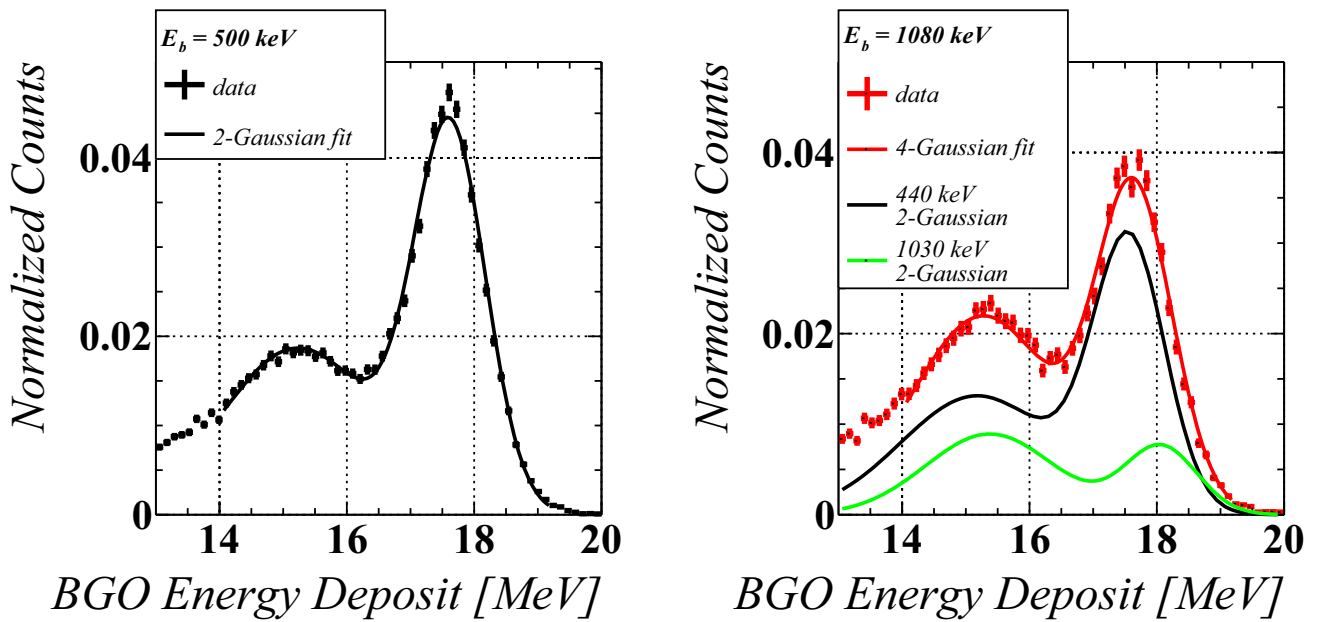 E_b = 500 keV
data
2-Gaussian fit
Normalized Counts
0.04
0.02
0
14 16 18 20
BGO Energy Deposit [MeV]
E_b = 1080 keV
data
4-Gaussian fit
440 keV
2-Gaussian
1030 keV
2-Gaussian
Normalized Counts
0.04
0.02
0
14 16 18 20
BGO Energy Deposit [MeV]